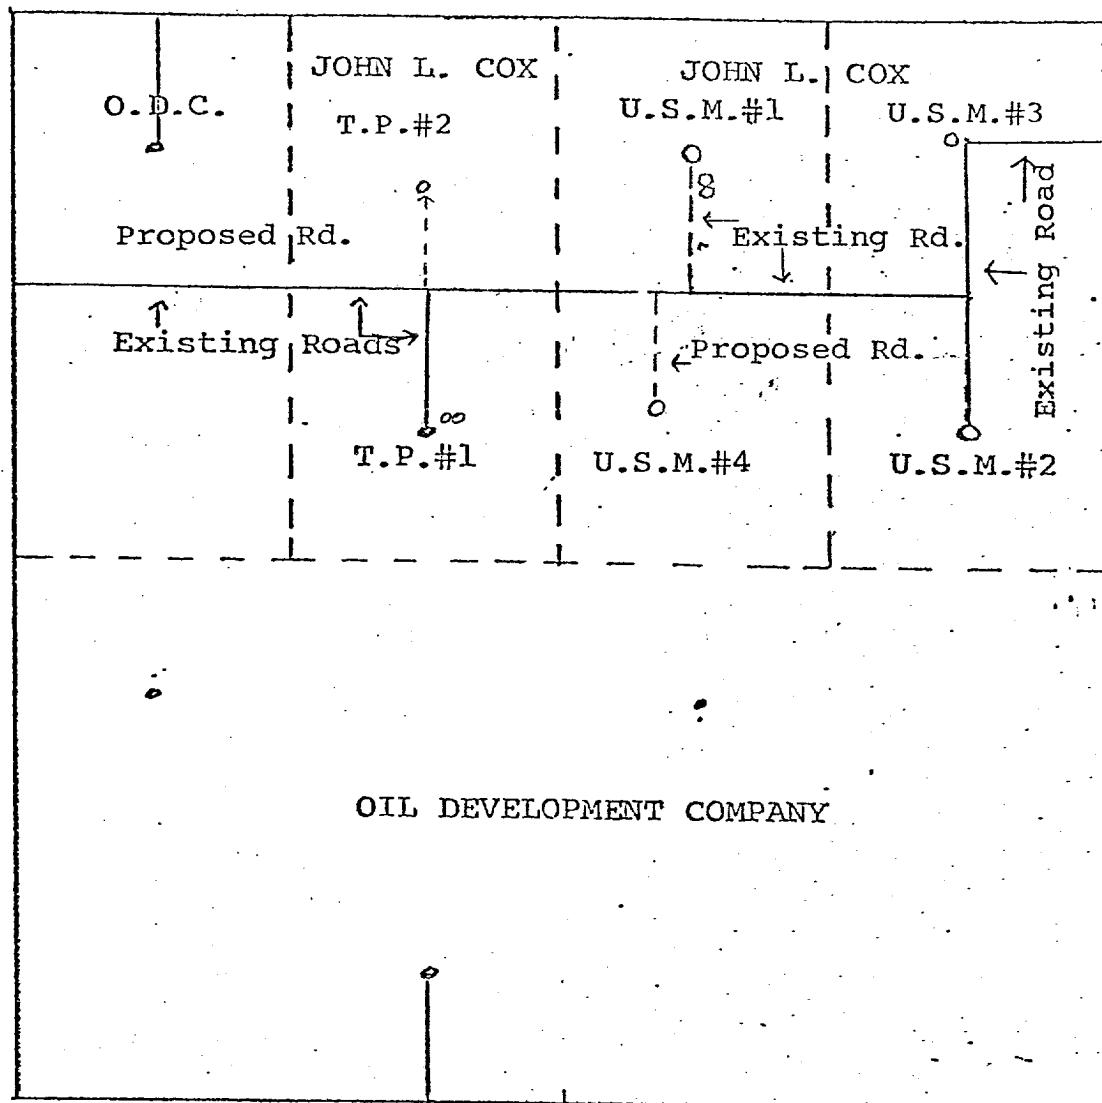 JOHN L. COX
JOHN L. COX
O.D.C.
T.P.#2
U.S.M.#1
U.S.M.#3
Proposed Rd.
Existing Rd.
Existing Road
Existing Roads
Proposed Rd.
T.P.#1
U.S.M.#4
U.S.M.#2
OIL DEVELOPMENT COMPANY